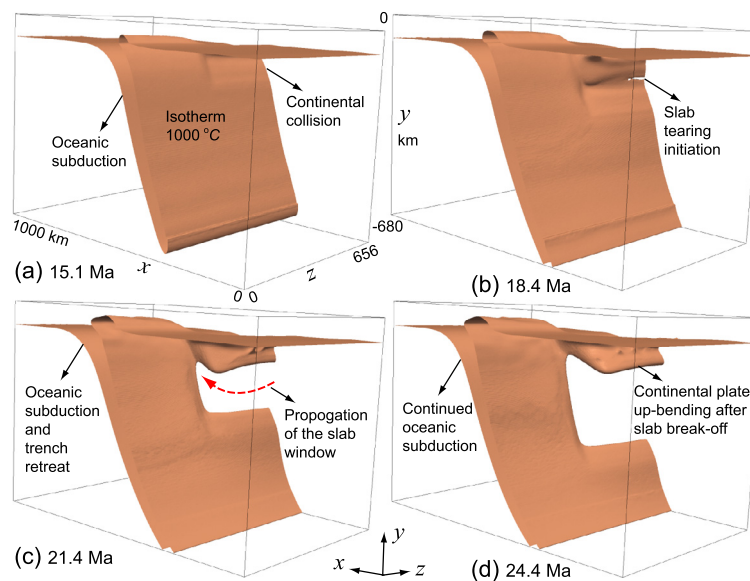 Oceanic
subduction
Isotherm
1000 °C
Continental
collision
1000 km
x
0
0
z
656
(a) 15.1 Ma
0
y
km
-680
Slab
tearing
initiation
(b) 18.4 Ma
Oceanic
subduction
and
trench
retreat
Propogation
of the slab
window
(c) 21.4 Ma
y
x
z
Continued
oceanic
subduction
Continental plate
up-bending after
slab break-off
(d) 24.4 Ma